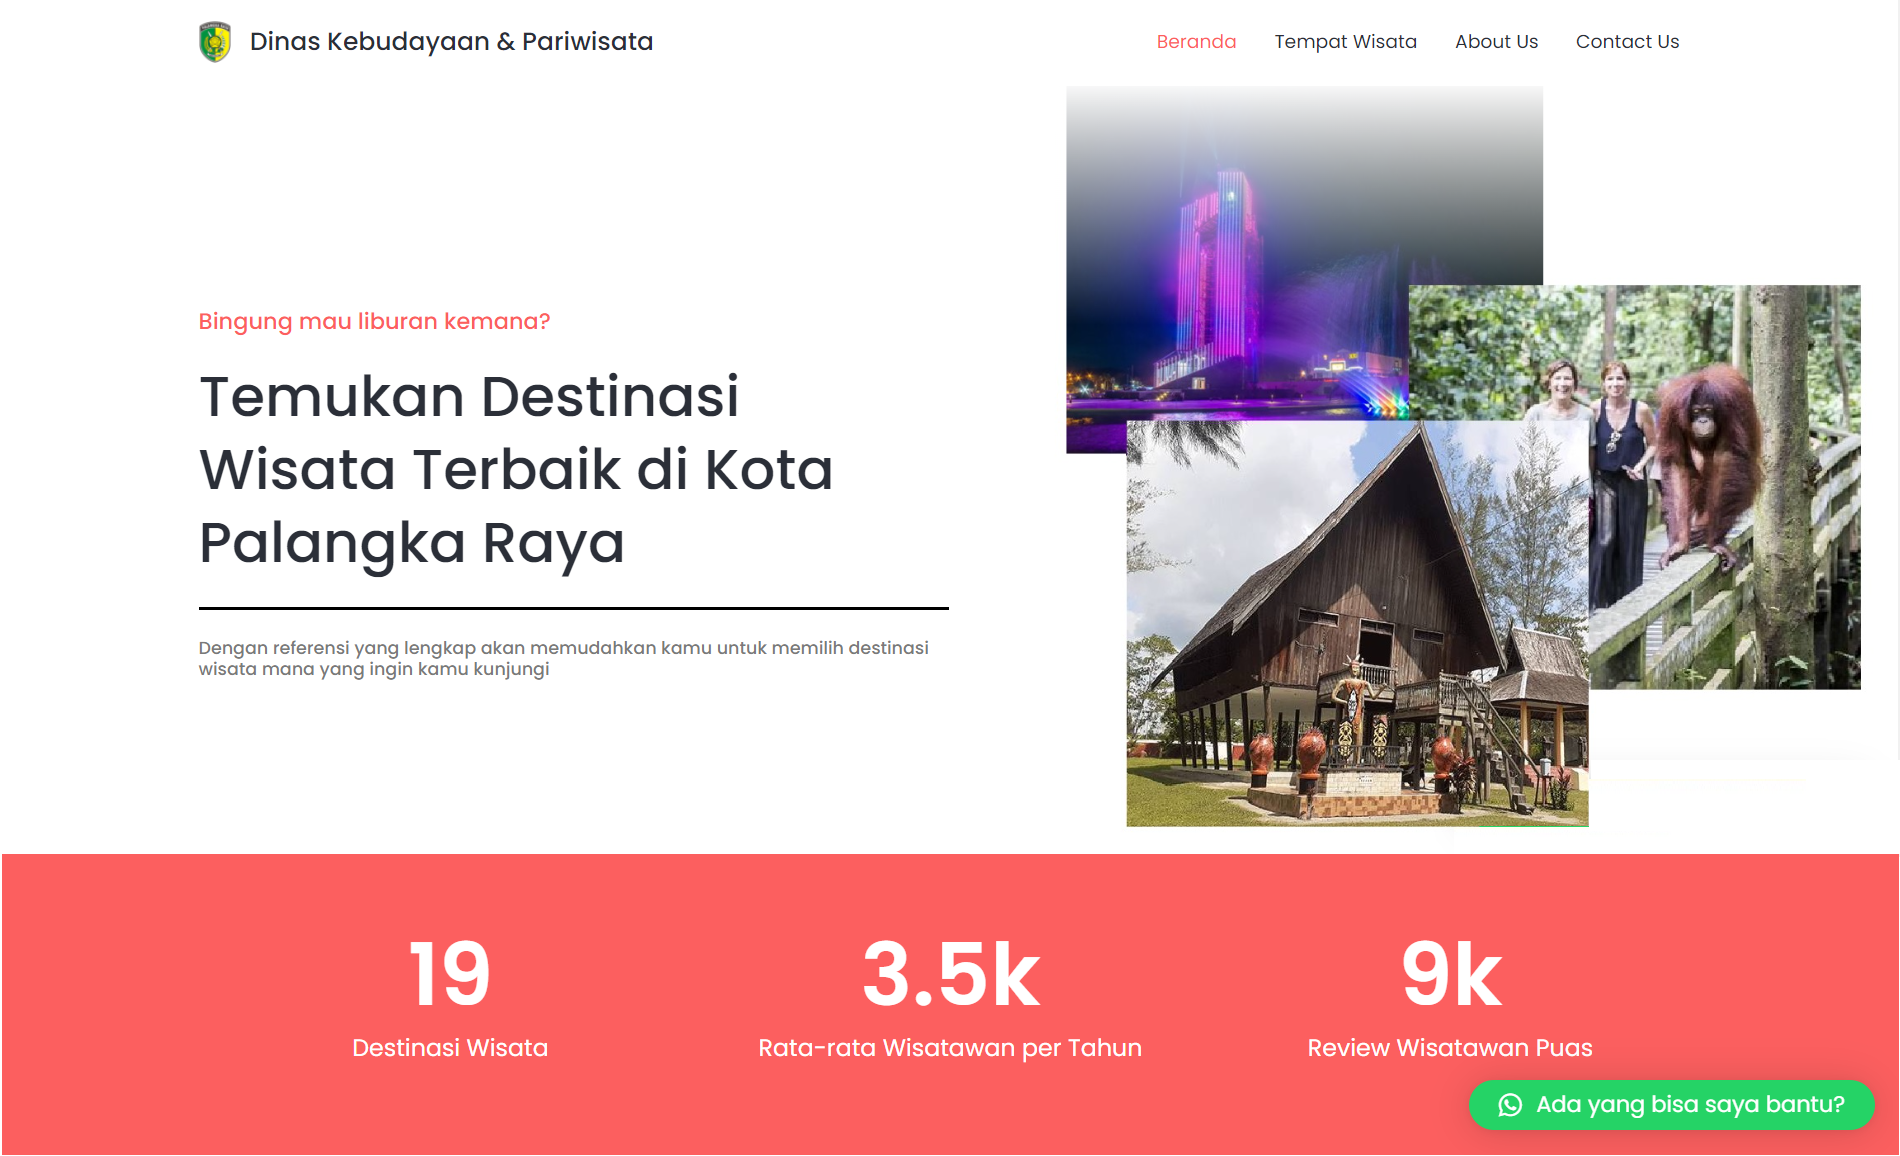 Dinas Kebudayaan & Pariwisata
Beranda
Tempat Wisata
About Us
Contact Us
Bingung mau liburan kemana?
Temukan Destinasi
Wisata Terbaik di Kota
Palangka Raya
Dengan referensi yang lengkap akan memudahkan kamu untuk memilih destinasi
wisata mana yang ingin kamu kunjungi
19
Destinasi Wisata
3.5k
Rata-rata Wisatawan per Tahun
9k
Review Wisatawan Puas
Ada yang bisa saya bantu?